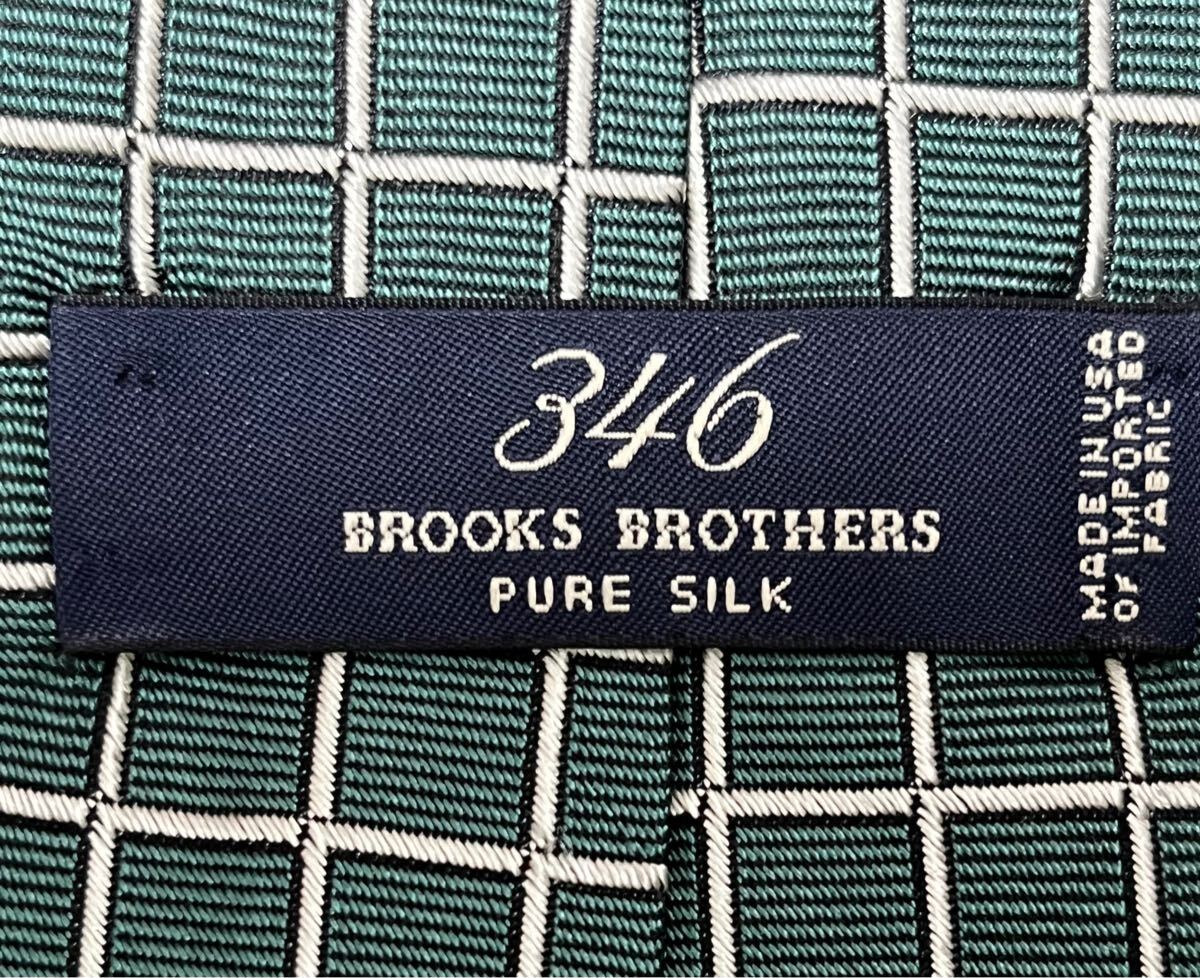 346
BROOKS BROTHERS
PURE SILK
MADE IN USA
OF IMPORTED
FABRIC